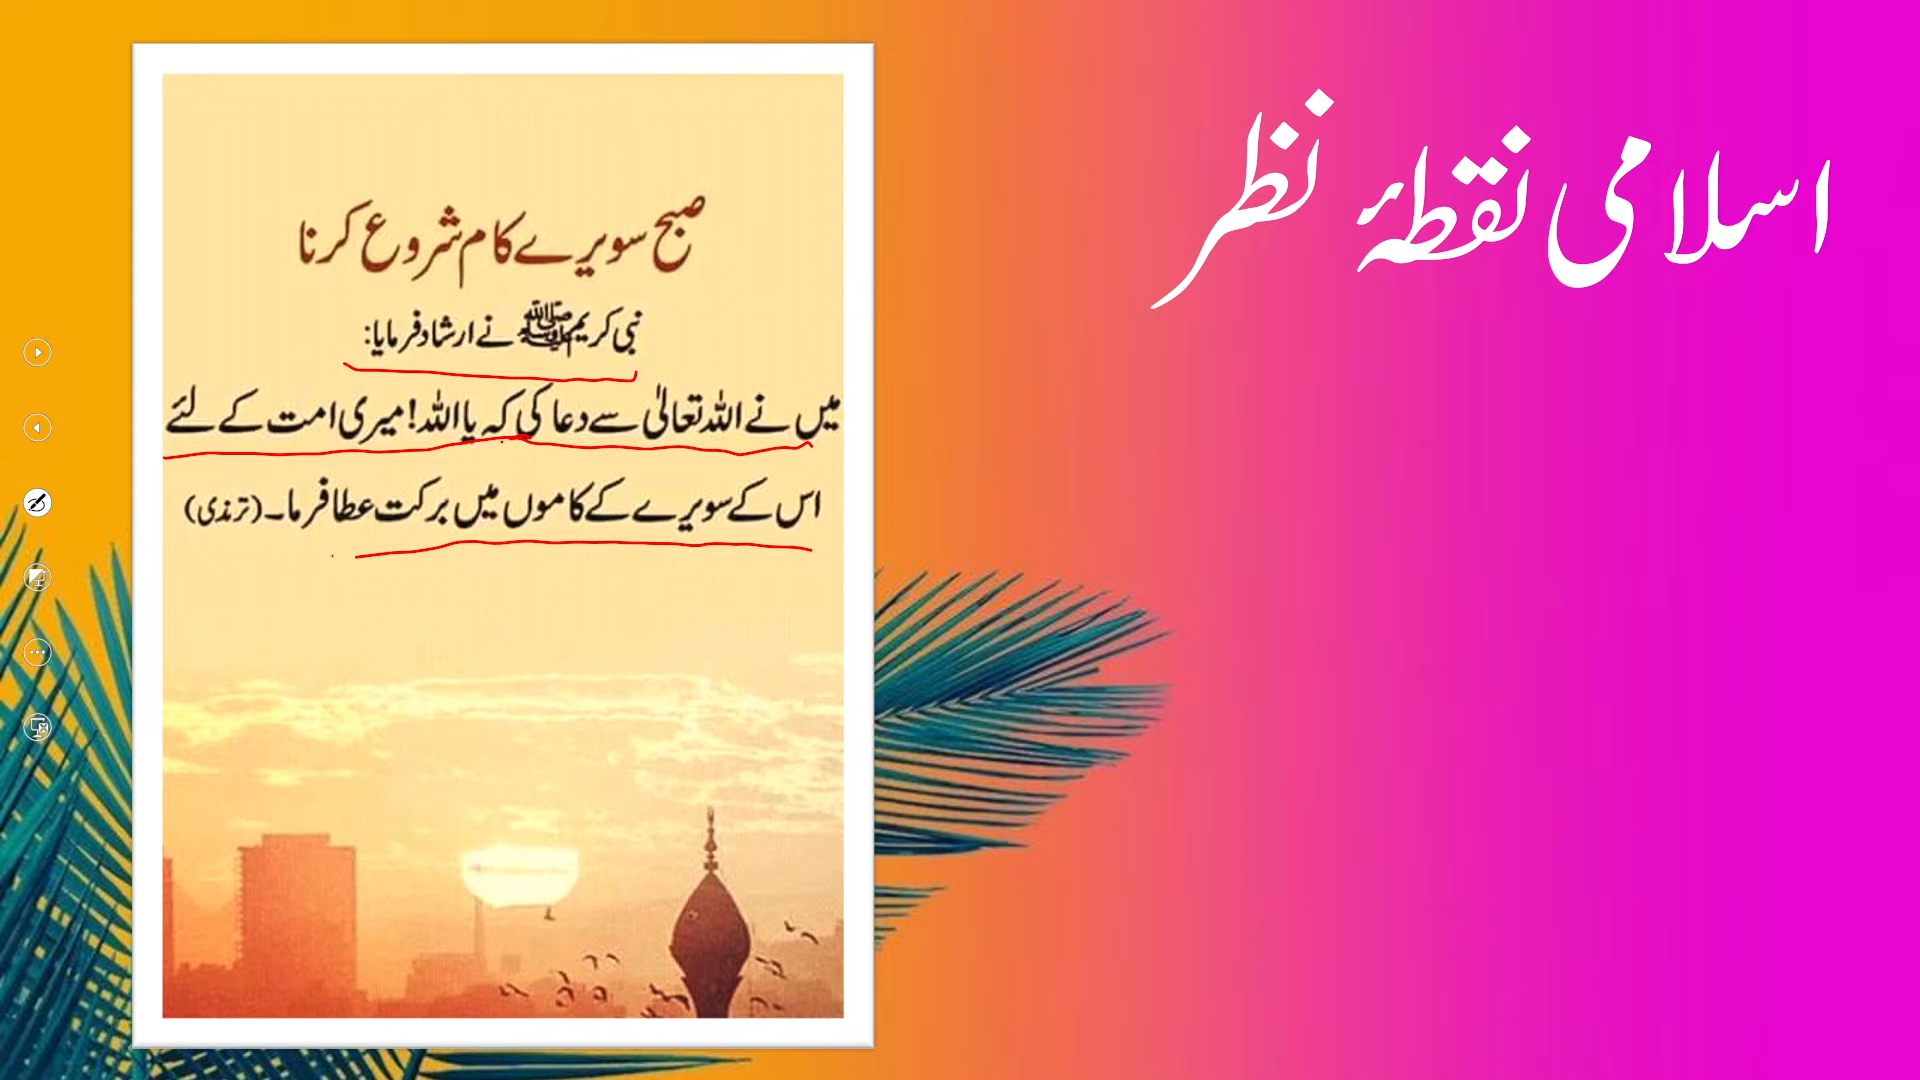 اسلامی نقطۂ نظر
صبح سویرے کام شروع کرنا
نبی کریم ﷺ نے ارشاد فرمایا:
میں نے اللہ تعالیٰ سے دعا کی کہ یا اللہ! میری امت کے لئے
اس کے سویرے کے کاموں میں برکت عطا فرما۔ (ترمذی)